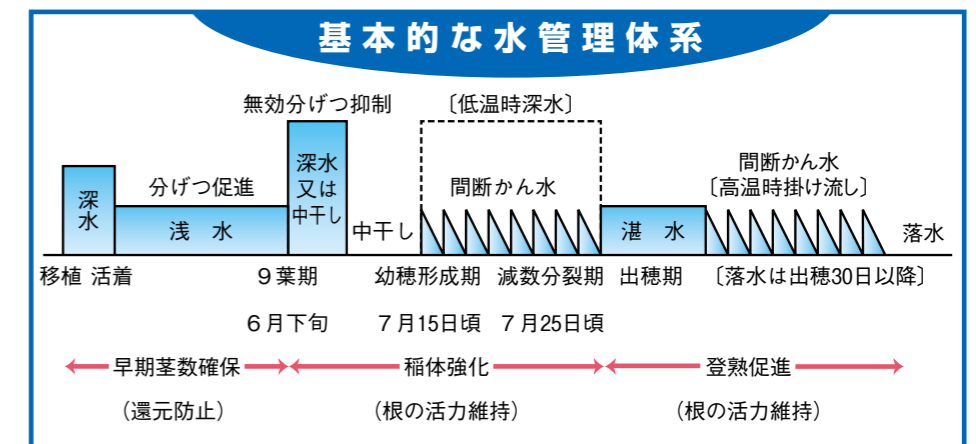 基本的な水管理体系
無効分げつ抑制
〔低温時深水〕
深水
分げつ促進
浅 水
深水
又は
中干し
中干し
間断かん水
湛 水
間断かん水
〔高温時掛け流し〕
落水
移植 活着 9葉期 幼穂形成期 減数分裂期 出穂期 〔落水は出穂30日以降〕
6月下旬 7月15日頃 7月25日頃
早期茎数確保 稲体強化 登熟促進
(還元防止) (根の活力維持) (根の活力維持)